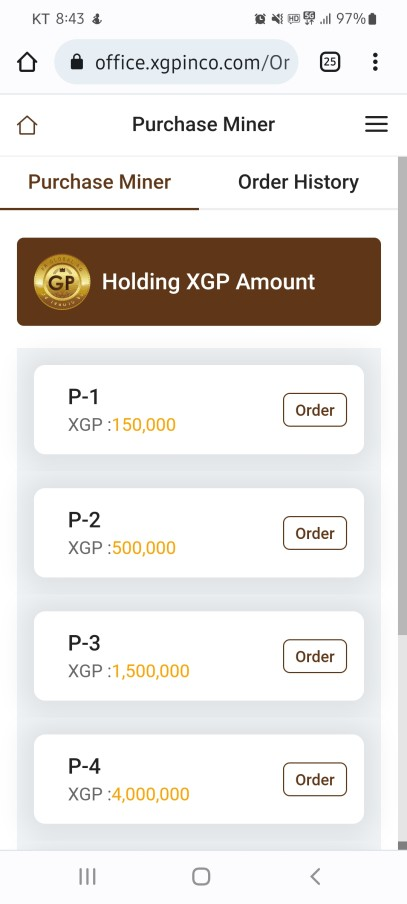 KT 8:43 97%
office.xgpinco.com/Or 25
Purchase Miner
Purchase Miner Order History
GP Holding XGP Amount
P-1
XGP :150,000
Order
P-2
XGP :500,000
Order
P-3
XGP :1,500,000
Order
P-4
XGP :4,000,000
Order